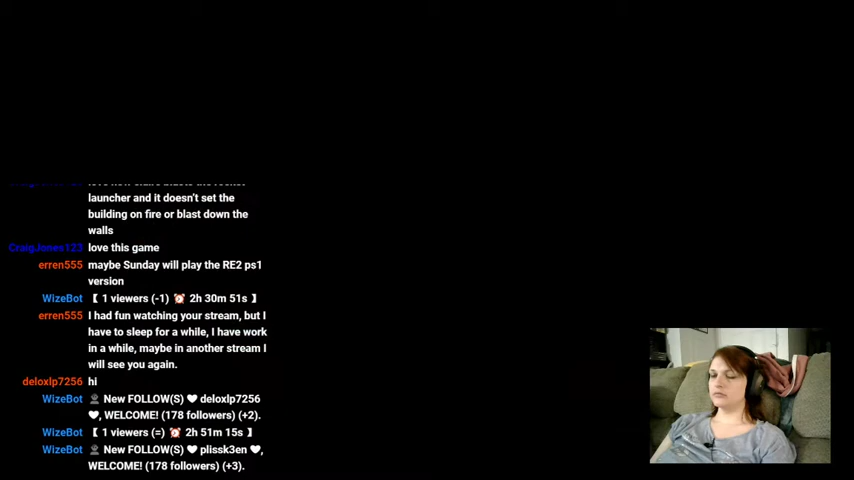 launcher and it doesn't set the
building on fire or blast down the
walls
CraigJones123 love this game
erren555 maybe Sunday will play the RE2 ps1
version
WizeBot 【 1 viewers (-1) ⏰ 2h 30m 51s 】
erren555 I had fun watching your stream, but I
have to sleep for a while, I have work
in a while, maybe in another stream I
will see you again.
deloxlp7256 hi
WizeBot New FOLLOW(S) ♥ deloxlp7256
♥, WELCOME! (178 followers) (+2).
WizeBot 【 1 viewers (=) ⏰ 2h 51m 15s 】
WizeBot New FOLLOW(S) ♥ plissk3en ♥,
WELCOME! (178 followers) (+3).